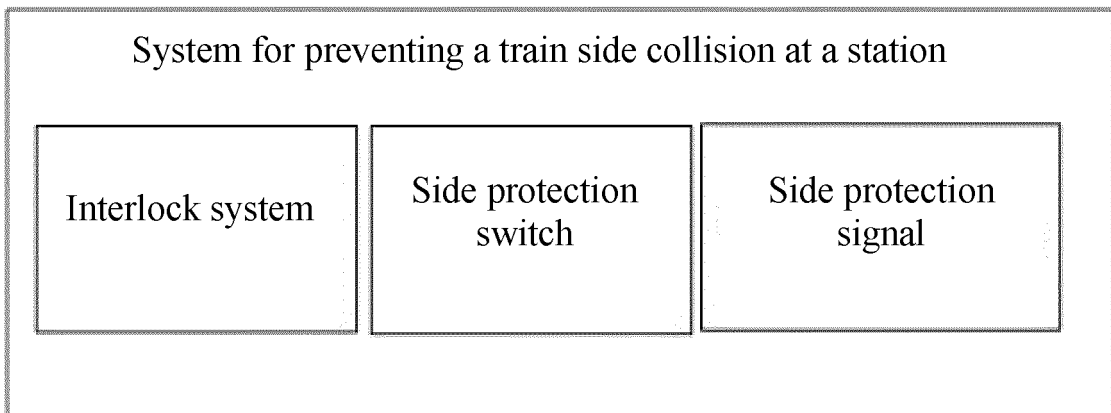 System for preventing a train side collision at a station
Interlock system
Side protection
switch
Side protection
signal